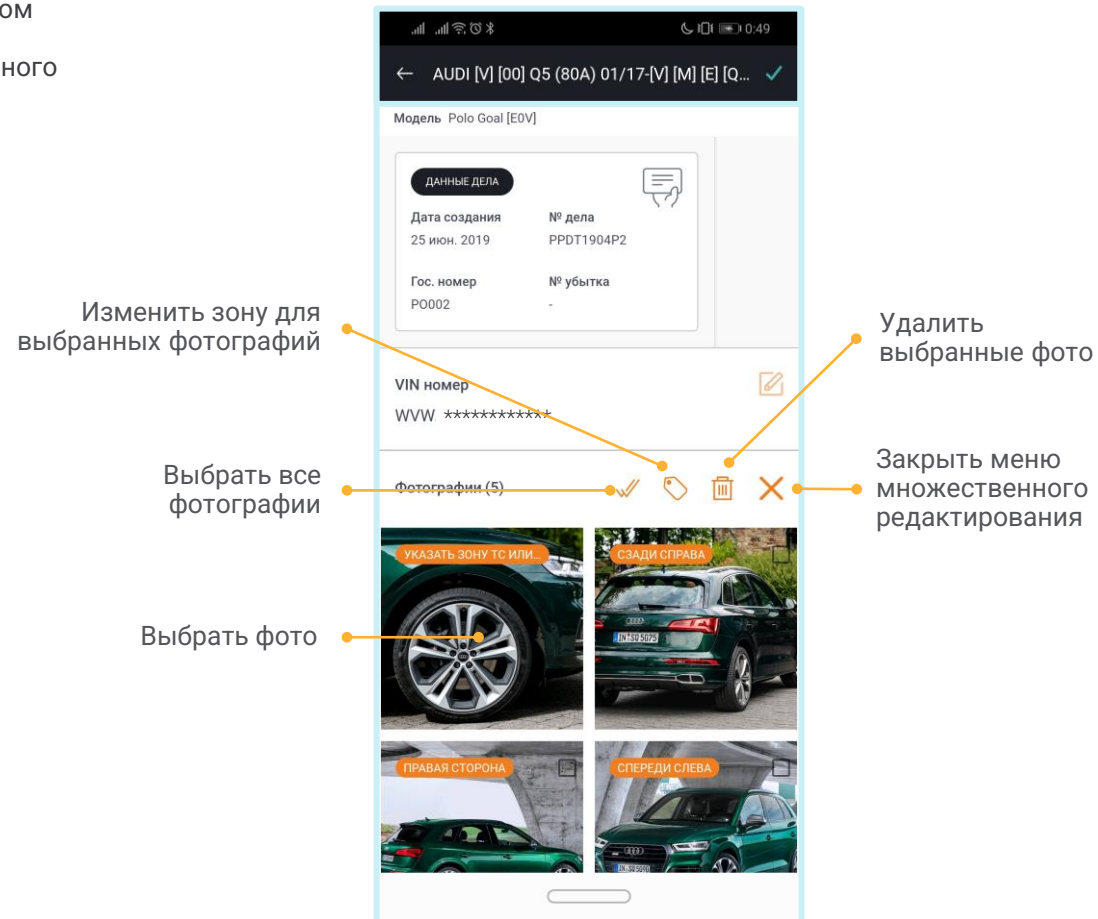 ом
ного
0:49
AUDI [V] [00] Q5 (80A) 01/17-[V] [M] [E] [Q...
Модель Polo Goal [E0V]
ДАННЫЕ ДЕЛА
Дата создания № дела
25 июн. 2019 PPDT1904P2
Гос. номер № убытка
PO002 -
Изменить зону для
выбранных фотографий
Удалить
выбранные фото
VIN номер
WVW ************
Выбрать все
фотографии
Фотографии (5)
Закрыть меню
множественного
редактирования
УКАЗАТЬ ЗОНУ ТС ИЛИ...
СЗАДИ СПРАВА
IN·SQ 5075
Выбрать фото
ПРАВАЯ СТОРОНА
СПЕРЕДИ СЛЕВА